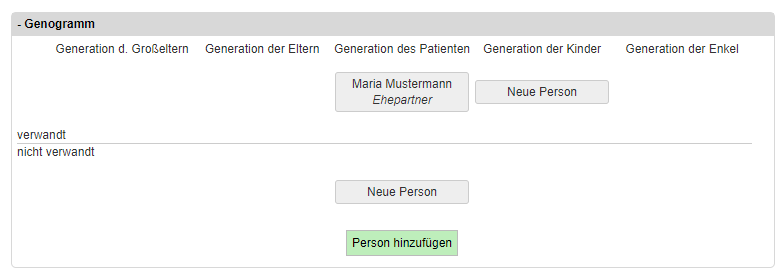 - Genogramm
Generation d. Großeltern Generation der Eltern Generation des Patienten Generation der Kinder Generation der Enkel
Maria Mustermann
Ehepartner
Neue Person
verwandt
nicht verwandt
Neue Person
Person hinzufügen